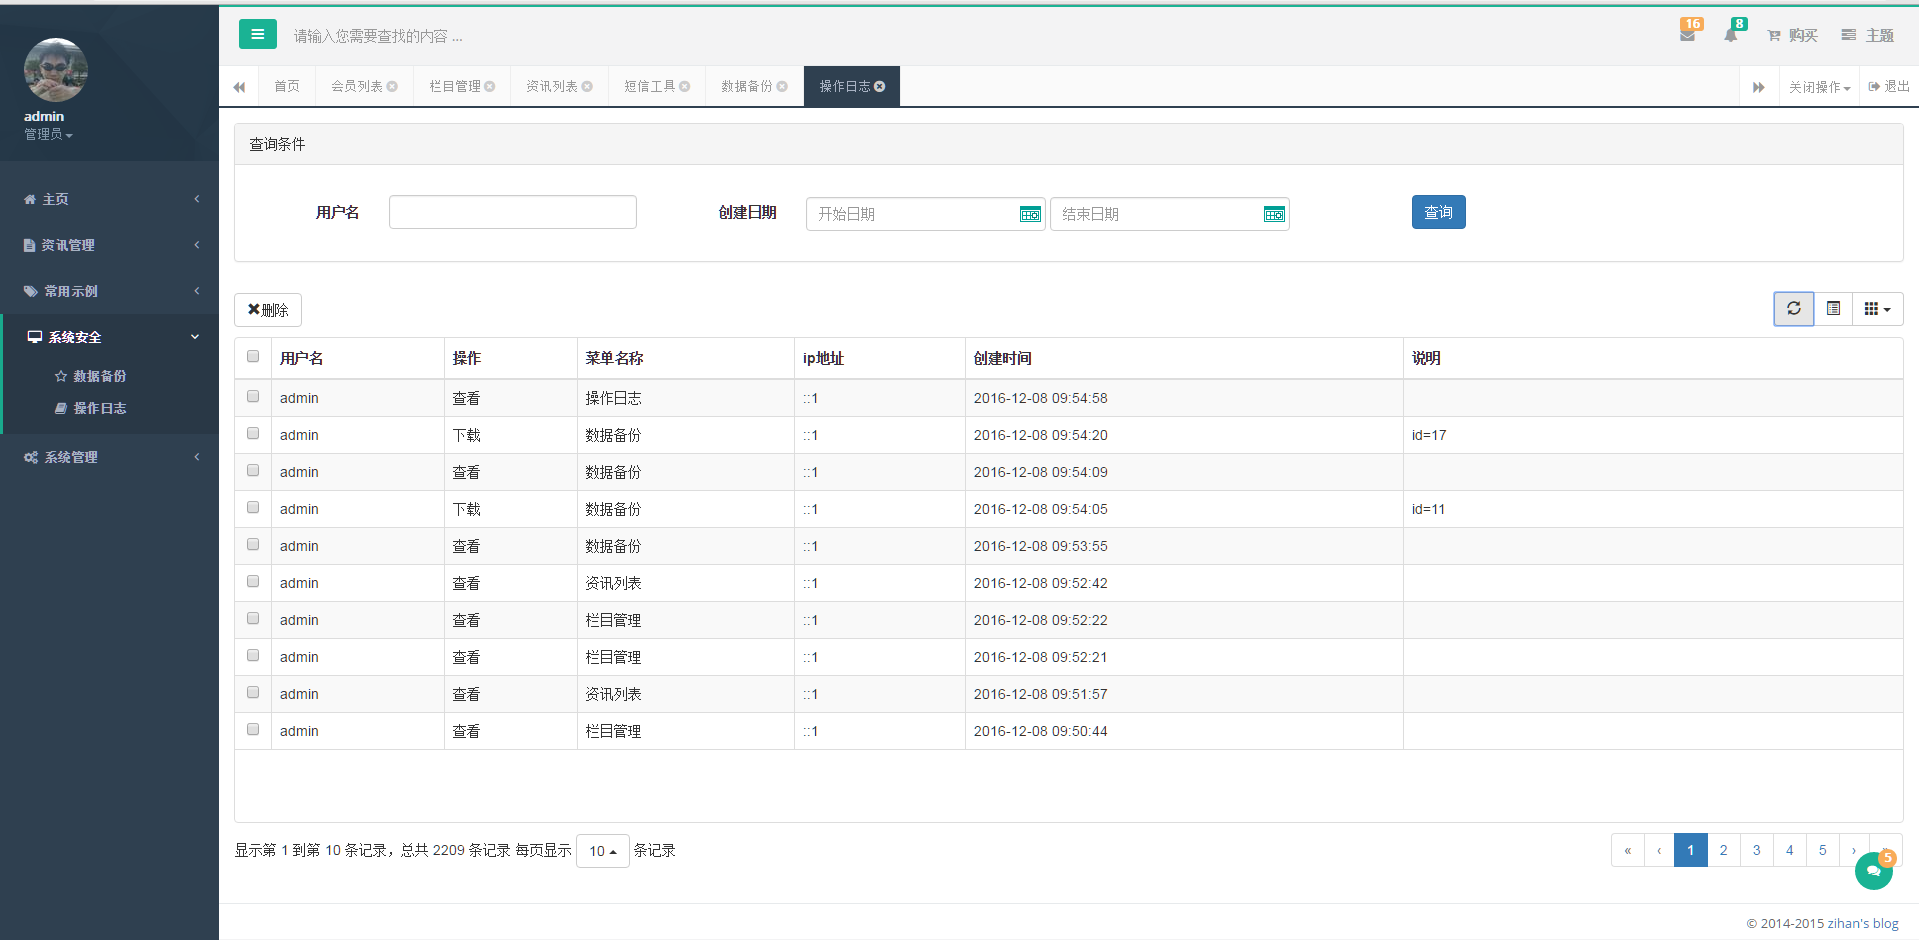 admin
管理员
主页
资讯管理
常用示例
系统安全
数据备份
操作日志
系统管理
请输入您需要查找的内容 ...
16
8
购买
主题
首页
会员列表
栏目管理
资讯列表
短信工具
数据备份
操作日志
关闭操作
退出
查询条件
用户名
创建日期
开始日期
结束日期
查询
删除
用户名 操作 菜单名称 ip地址 创建时间 说明
admin 查看 操作日志 ::1 2016-12-08 09:54:58
admin 下载 数据备份 ::1 2016-12-08 09:54:20 id=17
admin 查看 数据备份 ::1 2016-12-08 09:54:09
admin 下载 数据备份 ::1 2016-12-08 09:54:05 id=11
admin 查看 数据备份 ::1 2016-12-08 09:53:55
admin 查看 资讯列表 ::1 2016-12-08 09:52:42
admin 查看 栏目管理 ::1 2016-12-08 09:52:22
admin 查看 栏目管理 ::1 2016-12-08 09:52:21
admin 查看 资讯列表 ::1 2016-12-08 09:51:57
admin 查看 栏目管理 ::1 2016-12-08 09:50:44
显示第 1 到第 10 条记录，总共 2209 条记录 每页显示 10 条记录
« ‹ 1 2 3 4 5 › »
5
© 2014-2015 zihan's blog